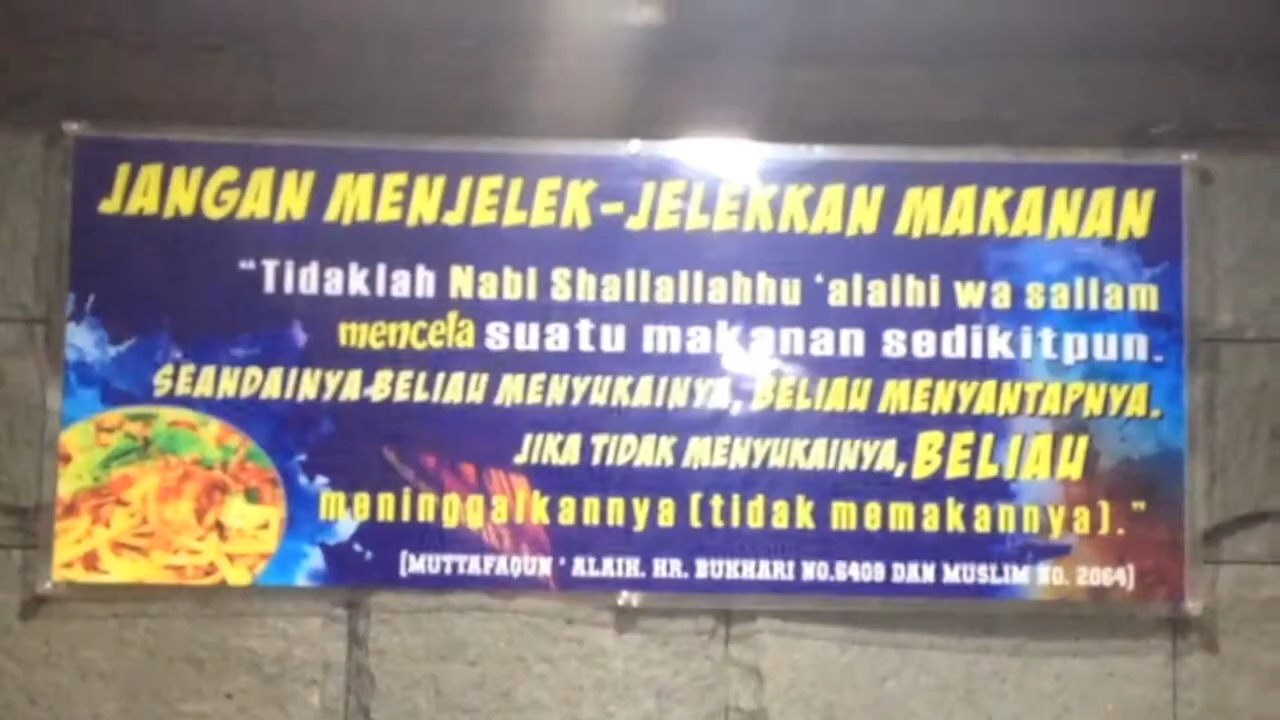 JANGAN MENJELEK-JELEKKAN MAKANAN
"Tidaklah Nabi Shallallahhu 'alaihi wa sallam
mencela suatu makanan sedikitpun.
SEANDAINYA BELIAU MENYUKAINYA, BELIAU MENYANTAPNYA.
JIKA TIDAK MENYUKAINYA, BELIAU
meninggalkannya (tidak memakannya)."
(MUTTAFAQUN ' ALAIH. HR. BUKHARI NO.5409 DAN MUSLIM NO. 2064)